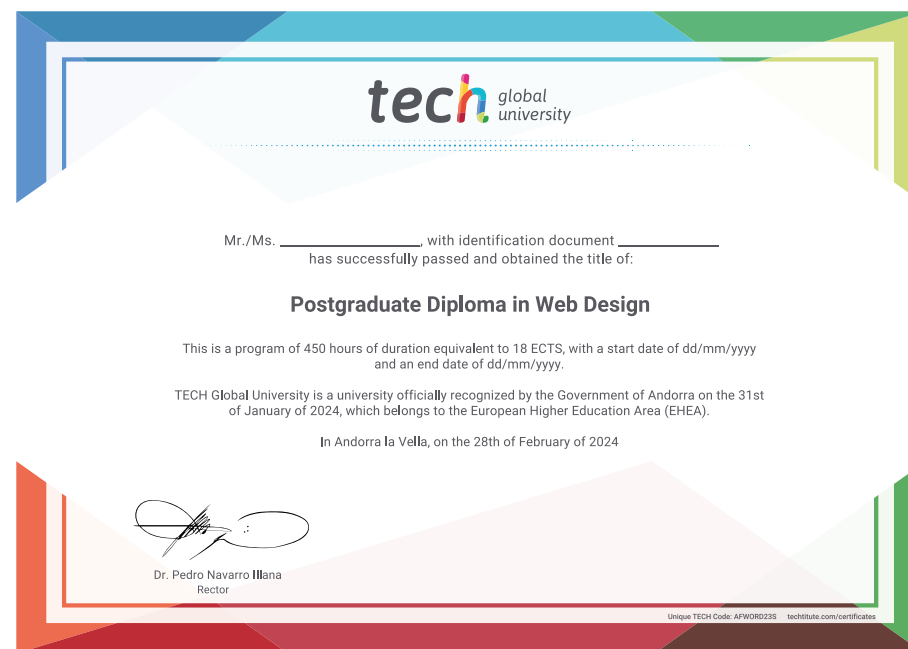 tech global
university
Mr./Ms. ____________________, with identification document ______________
has successfully passed and obtained the title of:
Postgraduate Diploma in Web Design
This is a program of 450 hours of duration equivalent to 18 ECTS, with a start date of dd/mm/yyyy
and an end date of dd/mm/yyyy.
TECH Global University is a university officially recognized by the Government of Andorra on the 31st
of January of 2024, which belongs to the European Higher Education Area (EHEA).
In Andorra la Vella, on the 28th of February of 2024
Dr. Pedro Navarro Illana
Rector
Unique TECH Code: AFWORD23S techtitute.com/certificates